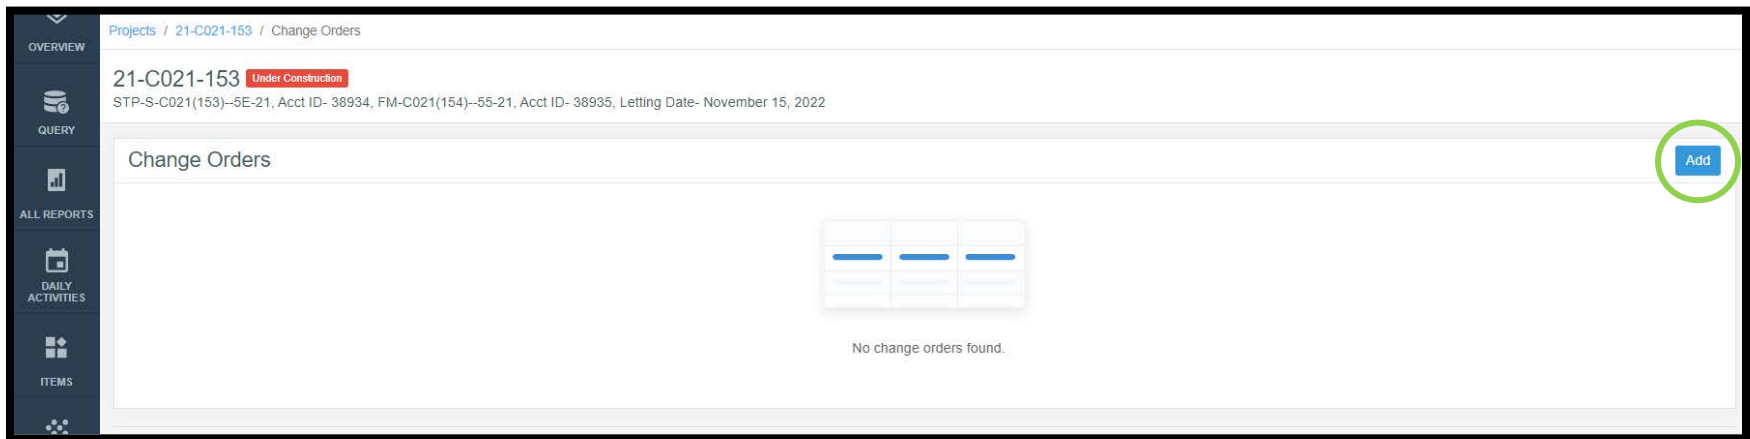 OVERVIEW
QUERY
ALL REPORTS
DAILY
ACTIVITIES
ITEMS
Projects / 21-C021-153 / Change Orders
21-C021-153 Under Construction
STP-S-C021(153)--5E-21, Acct ID- 38934, FM-C021(154)--55-21, Acct ID- 38935, Letting Date- November 15, 2022
Change Orders
Add
No change orders found.